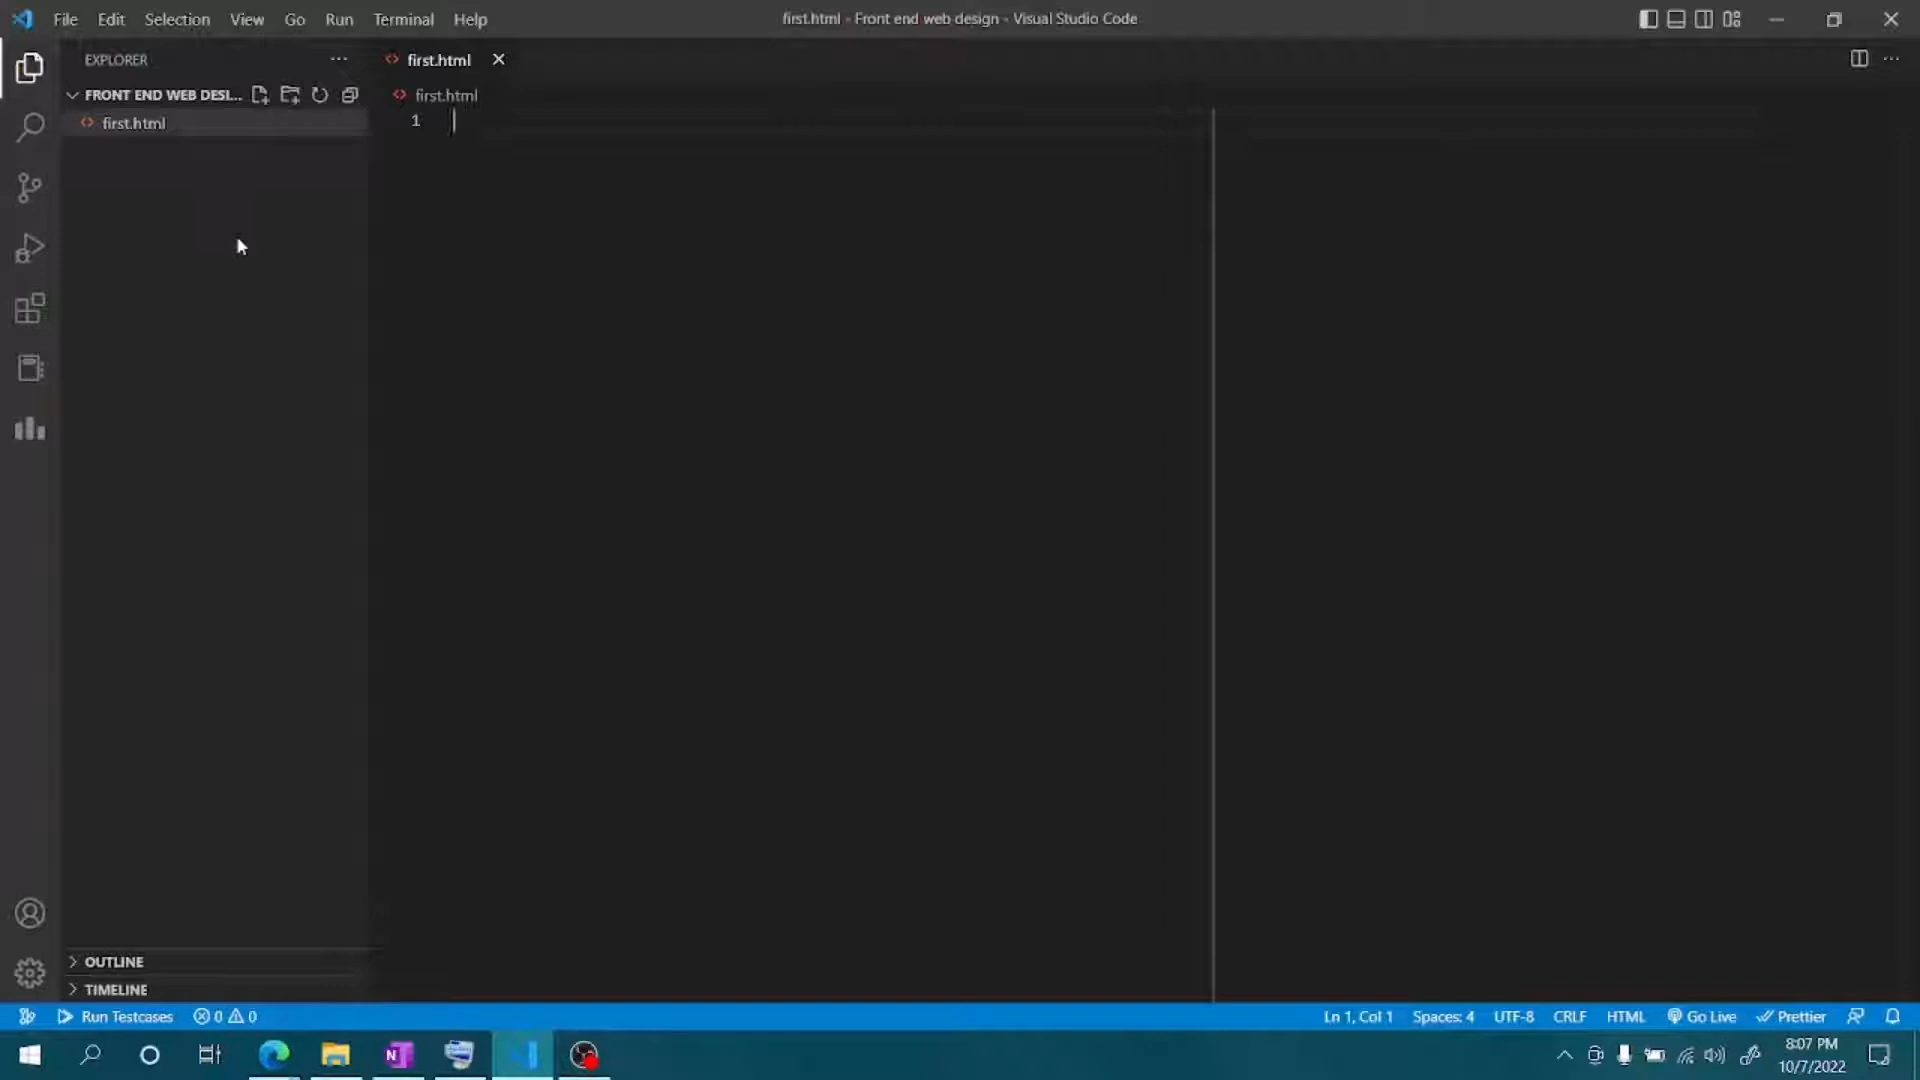 File Edit Selection View Go Run Terminal Help
first.html - Front end web design - Visual Studio Code
EXPLORER
first.html
FRONT END WEB DESI...
first.html
first.html
1
OUTLINE
TIMELINE
Run Testcases 0 0
Ln 1, Col 1 Spaces: 4 UTF-8 CRLF HTML Go Live Prettier
N
8:07 PM
10/7/2022